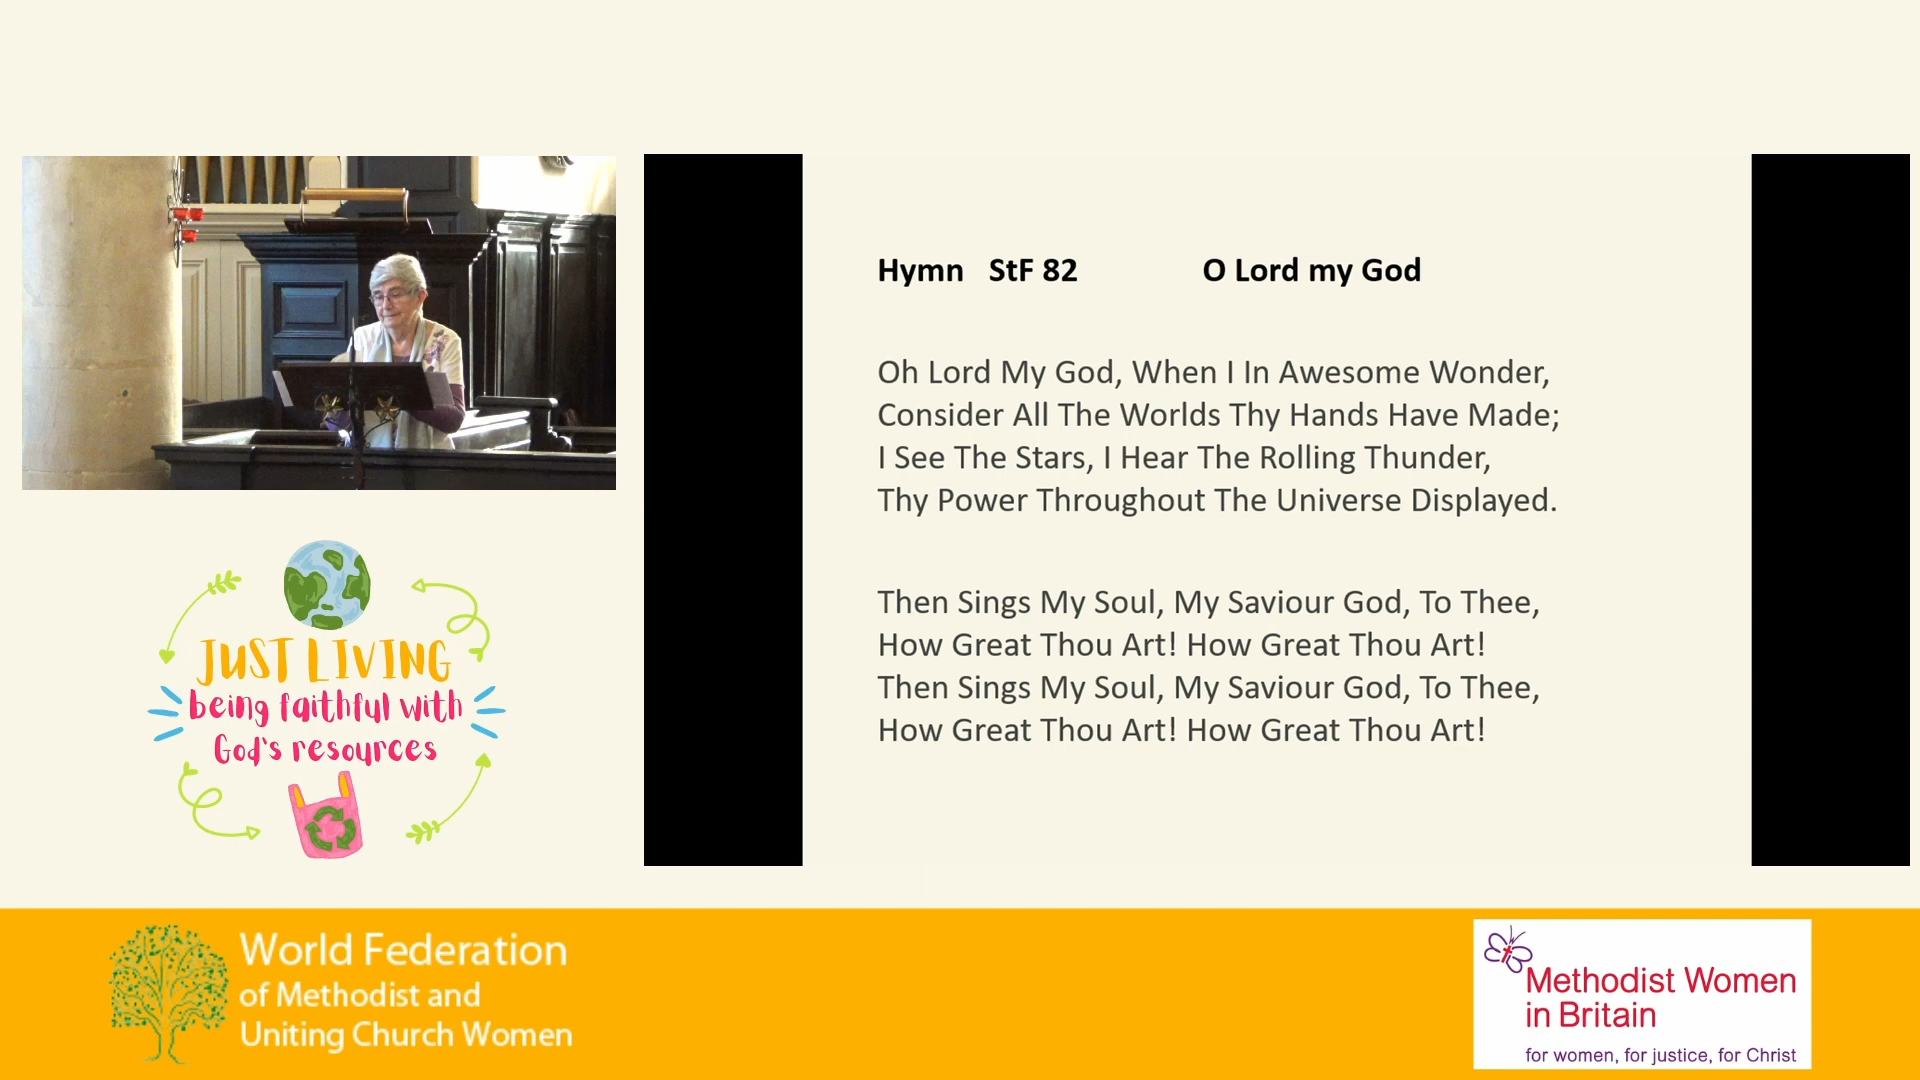 Hymn StF 82 O Lord my God
Oh Lord My God, When I In Awesome Wonder,
Consider All The Worlds Thy Hands Have Made;
I See The Stars, I Hear The Rolling Thunder,
Thy Power Throughout The Universe Displayed.
Then Sings My Soul, My Saviour God, To Thee,
How Great Thou Art! How Great Thou Art!
Then Sings My Soul, My Saviour God, To Thee,
How Great Thou Art! How Great Thou Art!
JUST LIVING
being faithful with
God's resources
World Federation
of Methodist and
Uniting Church Women
Methodist Women
in Britain
for women, for justice, for Christ